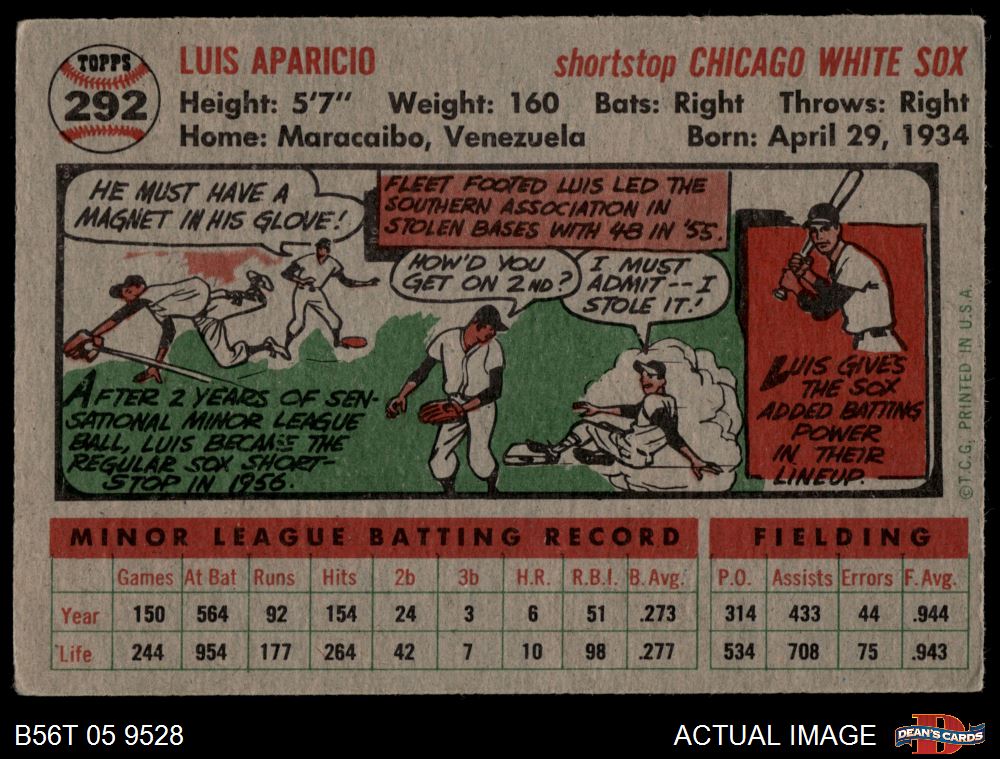 TOPPS
292
LUIS APARICIO
shortstop CHICAGO WHITE SOX
Height: 5'7" Weight: 160 Bats: Right Throws: Right
Home: Maracaibo, Venezuela Born: April 29, 1934
HE MUST HAVE A
MAGNET IN HIS GLOVE!
FLEET FOOTED LUIS LED THE
SOUTHERN ASSOCIATION IN
STOLEN BASES WITH 48 IN '55.
HOW'D YOU
GET ON 2ND?
I MUST
ADMIT -- I
STOLE IT!
AFTER 2 YEARS OF SEN-
SATIONAL MINOR LEAGUE
BALL, LUIS BECAME THE
REGULAR SOX SHORT-
STOP IN 1956.
LUIS GIVES
THE SOX
ADDED BATTING
POWER
IN THEIR
LINEUP.
©T.C.G. PRINTED IN U.S.A.
MINOR LEAGUE BATTING RECORD FIELDING
Games At Bat Runs Hits 2b 3b H.R. R.B.I. B.Avg. P.O. Assists Errors F.Avg.
Year 150 564 92 154 24 3 6 51 .273 314 433 44 .944
Life 244 954 177 264 42 7 10 98 .277 534 708 75 .943
B56T 05 9528
ACTUAL IMAGE
DEAN'S CARDS